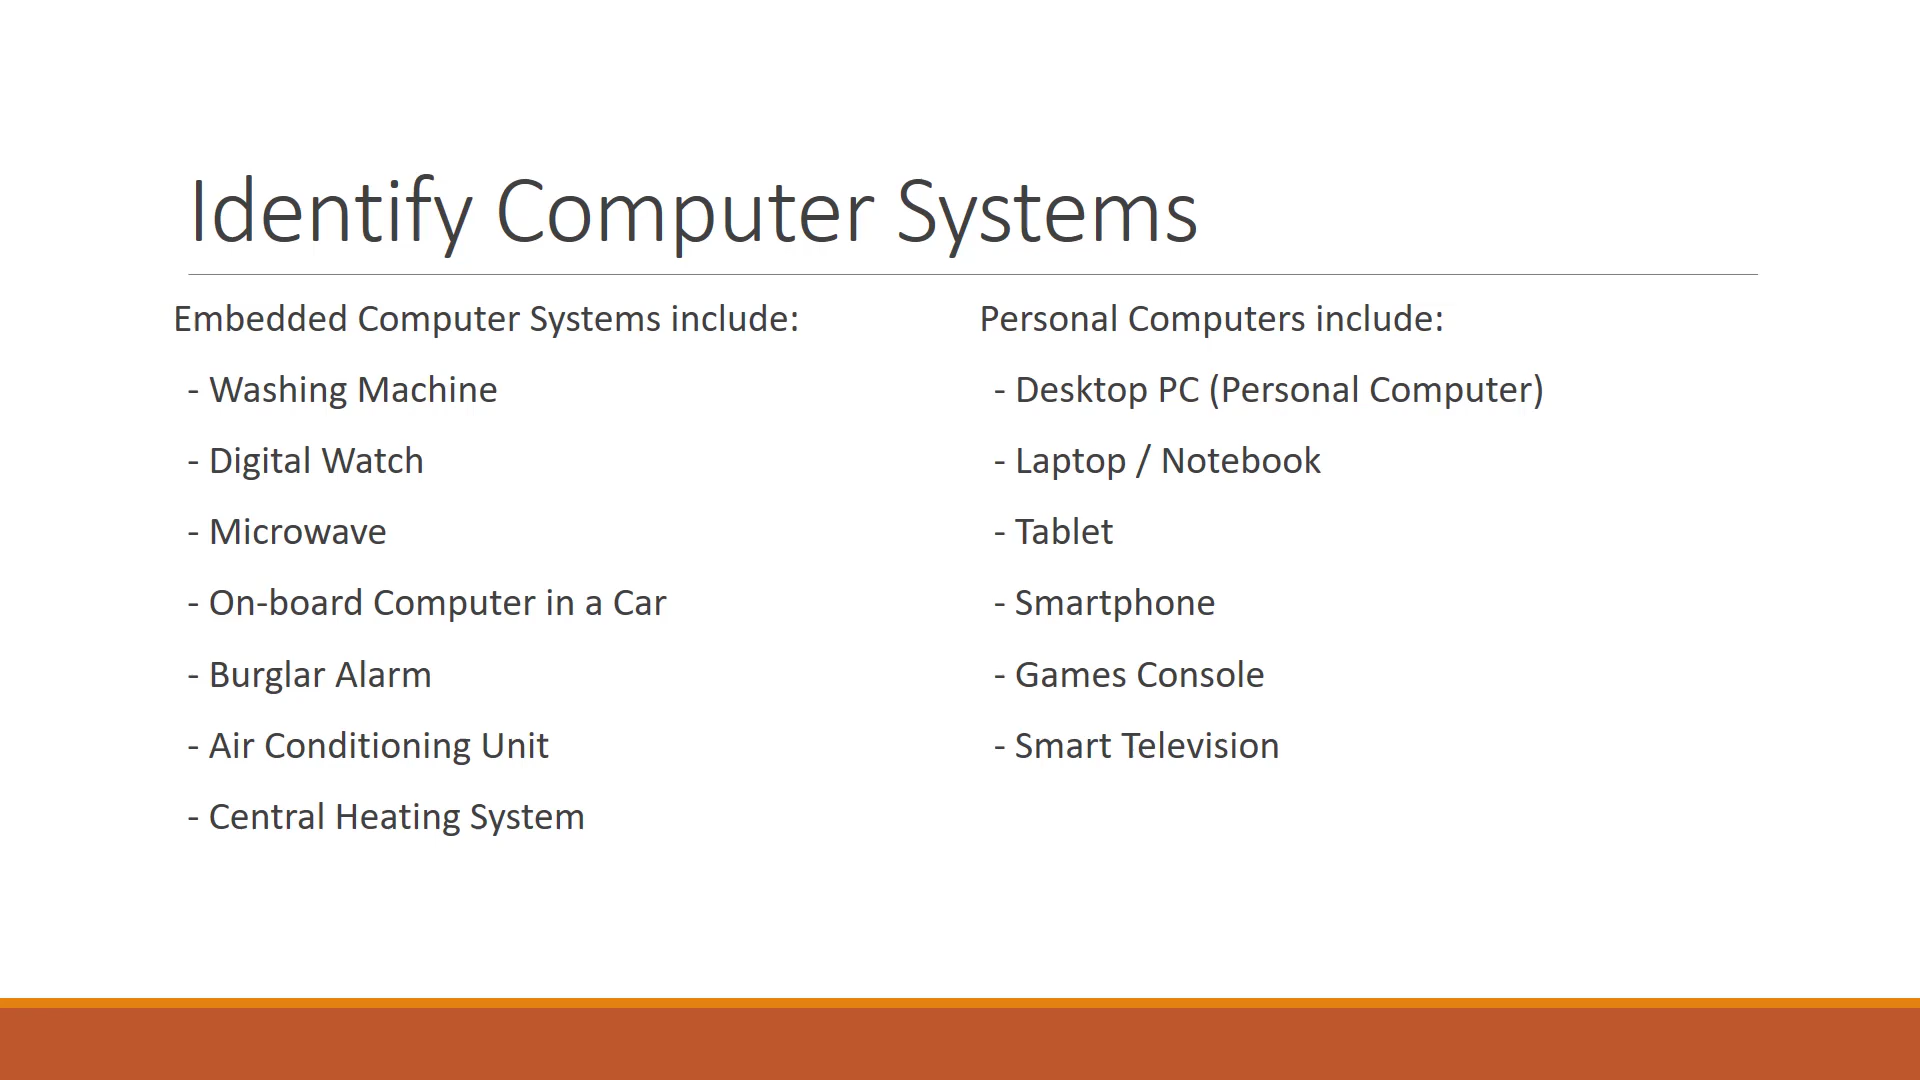 Identify Computer Systems
Embedded Computer Systems include:
- Washing Machine
- Digital Watch
- Microwave
- On-board Computer in a Car
- Burglar Alarm
- Air Conditioning Unit
- Central Heating System
Personal Computers include:
- Desktop PC (Personal Computer)
- Laptop / Notebook
- Tablet
- Smartphone
- Games Console
- Smart Television